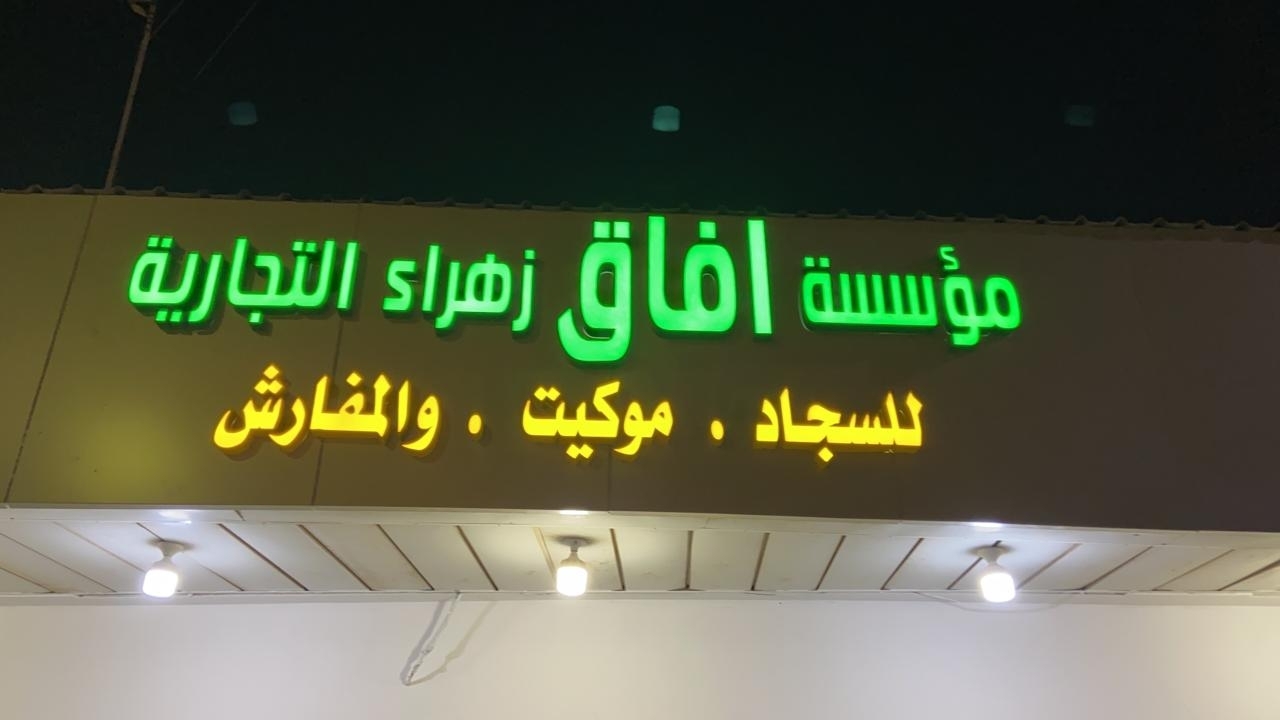 مؤسسة افاق زهراء التجارية
للسجاد . موكيت . والمفارش